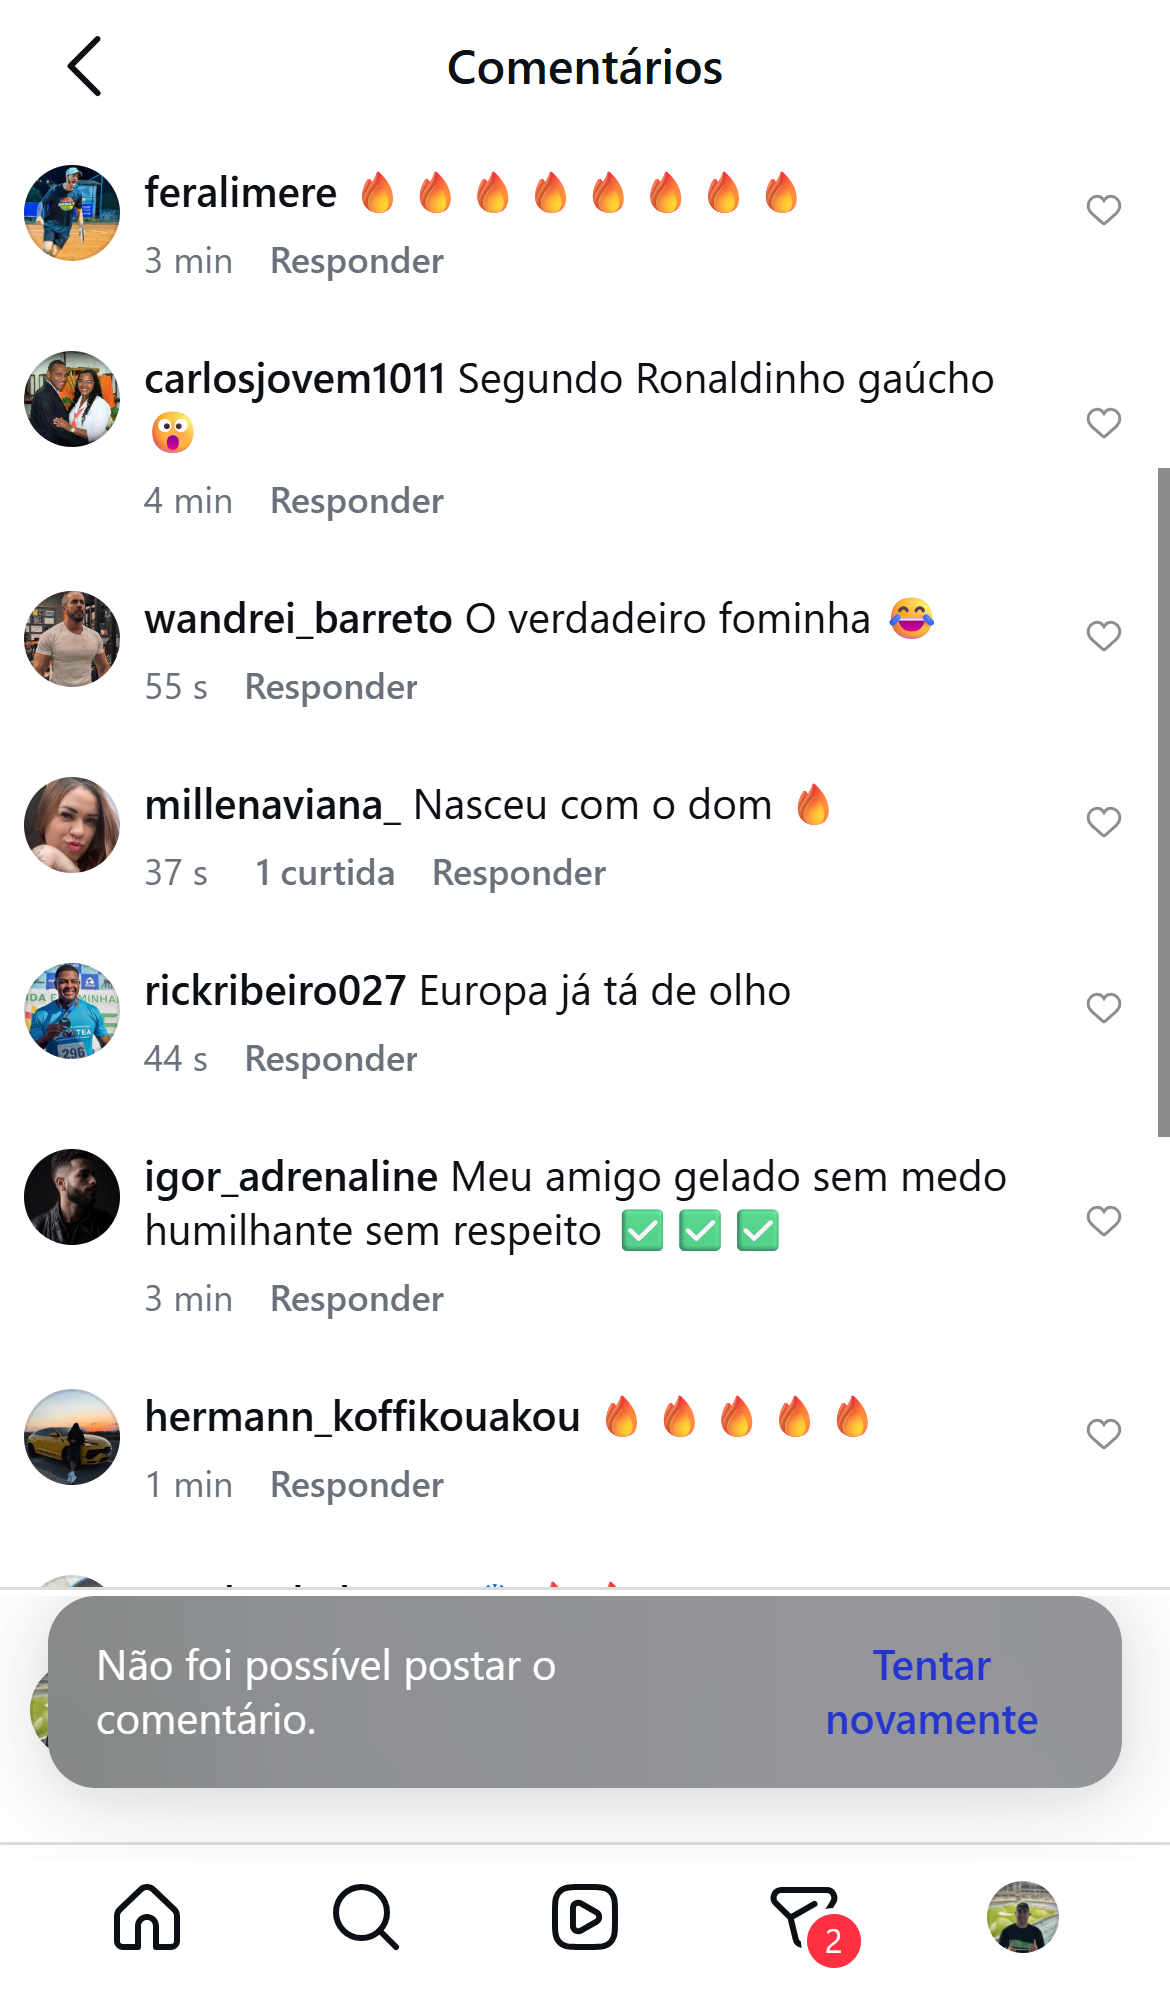 Comentários
feralimere 🔥🔥🔥🔥🔥🔥🔥🔥
3 min Responder
carlosjovem1011 Segundo Ronaldinho gaúcho
😲
4 min Responder
wandrei_barreto O verdadeiro fominha 😂
55 s Responder
millenaviana_ Nasceu com o dom 🔥
37 s 1 curtida Responder
rickribeiro027 Europa já tá de olho
44 s Responder
igor_adrenaline Meu amigo gelado sem medo
humilhante sem respeito ✅✅✅
3 min Responder
hermann_koffikouakou 🔥🔥🔥🔥🔥
1 min Responder
Não foi possível postar o
comentário.
Tentar
novamente
2